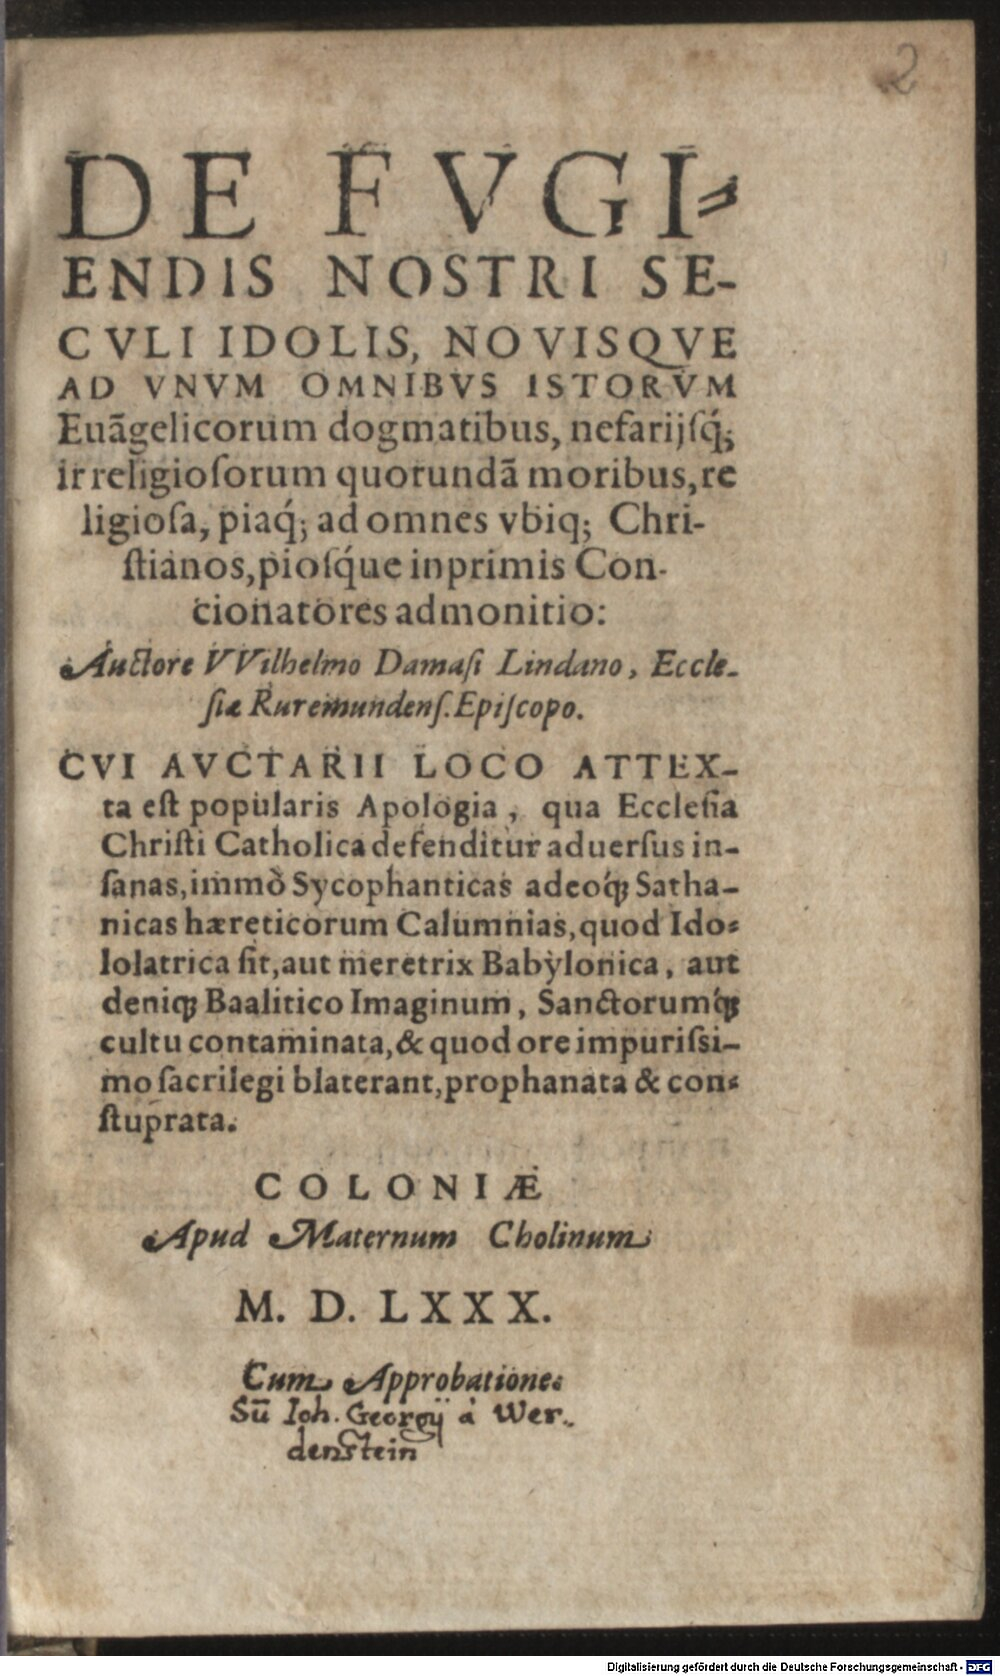 2
DE FVGI-
ENDIS NOSTRI SE-
CVLI IDOLIS, NOVISQVE
AD VNVM OMNIBVS ISTORVM
Euãgelicorum dogmatibus, nefarijſq́;
irreligioſorum quorundã moribus, re
ligioſa, piaq́; ad omnes vbiq; Chri-
ſtianos, pioſq́ue inprimis Con-
cionatores admonitio:
Auctore VVilhelmo Damaſi Lindano, Eccle-
ſiæ Ruremundenſ. Epiſcopo.
CVI AVCTARII LOCO ATTEX-
ta eſt popularis Apologia, qua Eccleſia
Chriſti Catholica defenditur aduerſus in-
ſanas, immò Sycophanticas adeoq́; Satha-
nicas hæreticorum Calumnias, quod Ido-
lolatrica ſit, aut meretrix Babylonica, aut
deniq; Baalitico Imaginum, Sanctorumq́;
cultu contaminata, & quod ore impuriſsi-
mo ſacrilegi blaterant, prophanata & con-
ſtuprata.
COLONIÆ
Apud Maternum Cholinum
M. D. LXXX.
Cum Approbatione.
Sũ Ioh. Georgij à Wer-
denstein
Digitalisierung gefördert durch die Deutsche Forschungsgemeinschaft - DFG